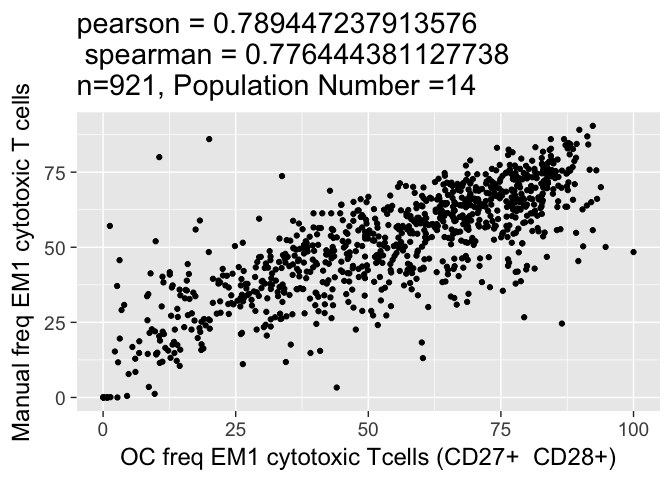 pearson = 0.789447237913576
spearman = 0.776444381127738
n=921, Population Number =14
Manual freq EM1 cytotoxic T cells
75
50
25
0
0 25 50 75 100
OC freq EM1 cytotoxic Tcells (CD27+  CD28+)